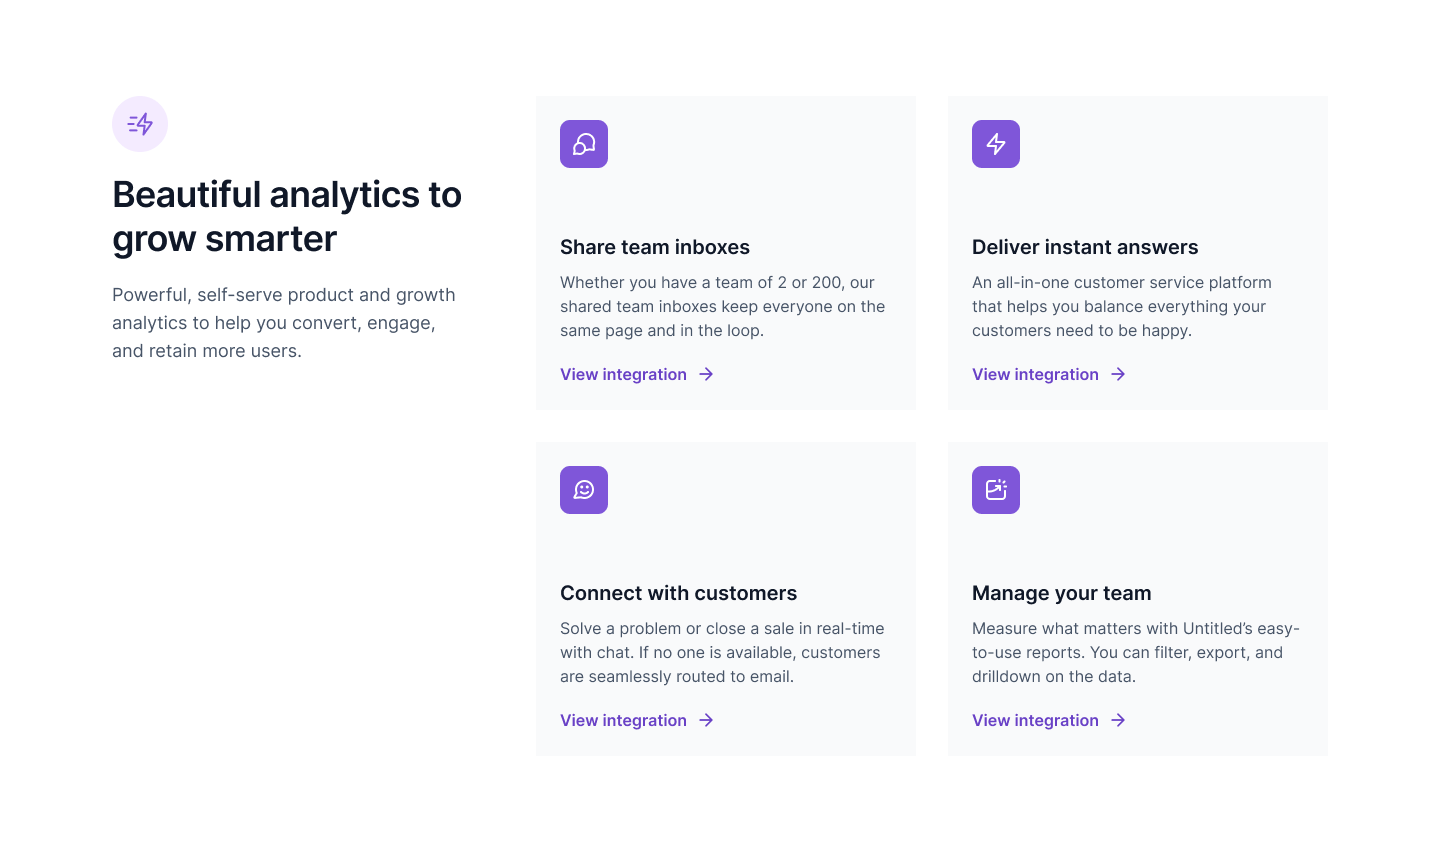 Beautiful analytics to
grow smarter
Powerful, self-serve product and growth
analytics to help you convert, engage,
and retain more users.
Share team inboxes
Whether you have a team of 2 or 200, our
shared team inboxes keep everyone on the
same page and in the loop.
View integration
Deliver instant answers
An all-in-one customer service platform
that helps you balance everything your
customers need to be happy.
View integration
Connect with customers
Solve a problem or close a sale in real-time
with chat. If no one is available, customers
are seamlessly routed to email.
View integration
Manage your team
Measure what matters with Untitled’s easy-
to-use reports. You can filter, export, and
drilldown on the data.
View integration